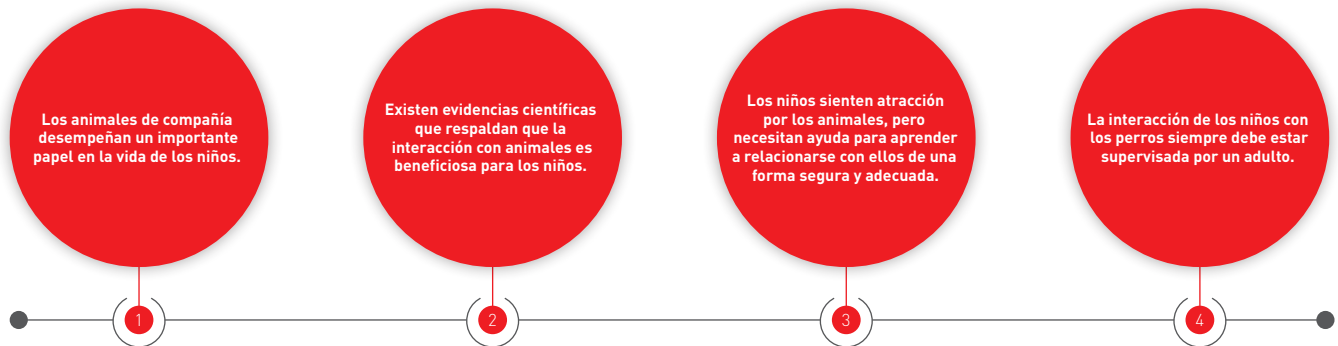 Los animales de compañía
desempeñan un importante
papel en la vida de los niños.
Existen evidencias científicas
que respaldan que la
interacción con animales es
beneficiosa para los niños.
Los niños sienten atracción
por los animales, pero
necesitan ayuda para aprender
a relacionarse con ellos de una
forma segura y adecuada.
La interacción de los niños con
los perros siempre debe estar
supervisada por un adulto.
1
2
3
4